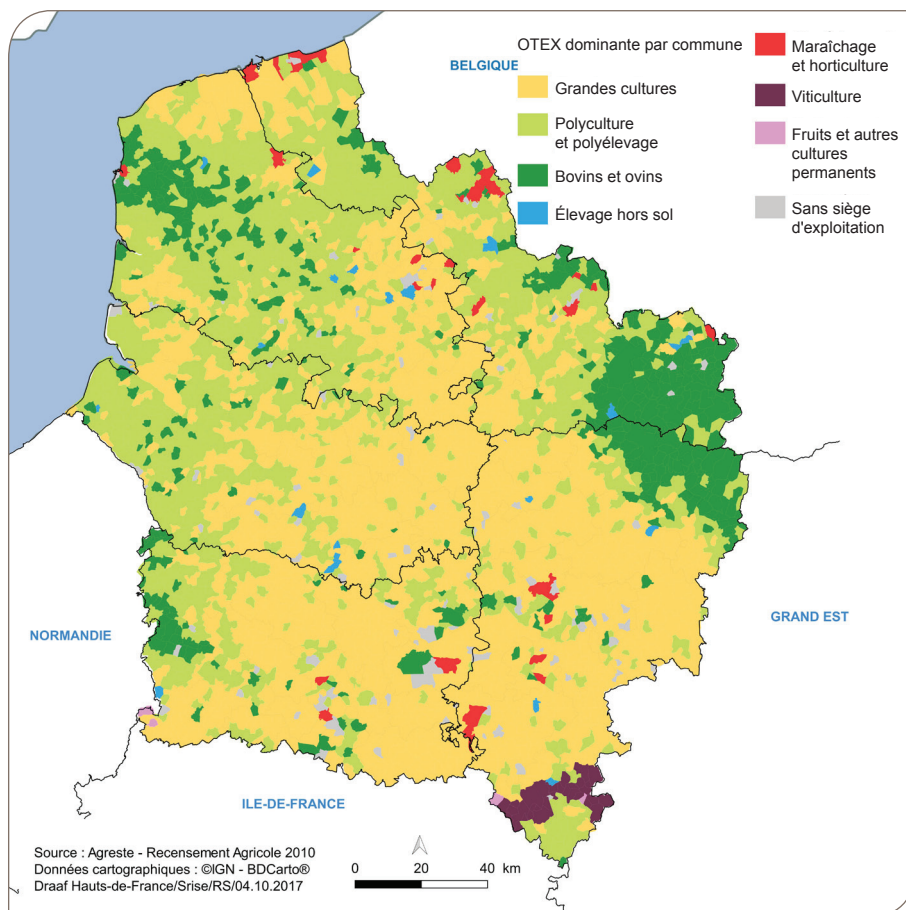 OTEX dominante par commune
BELGIQUE
Grandes cultures
Polyculture
et polyélevage
Bovins et ovins
Élevage hors sol
Maraîchage
et horticulture
Viticulture
Fruits et autres
cultures
permanents
Sans siège
d'exploitation
NORMANDIE
GRAND EST
ILE-DE-FRANCE
Source : Agreste - Recensement Agricole 2010
Données cartographiques : ©IGN - BDCarto®
Draaf Hauts-de-France/Srise/RS/04.10.2017
0 20 40 km